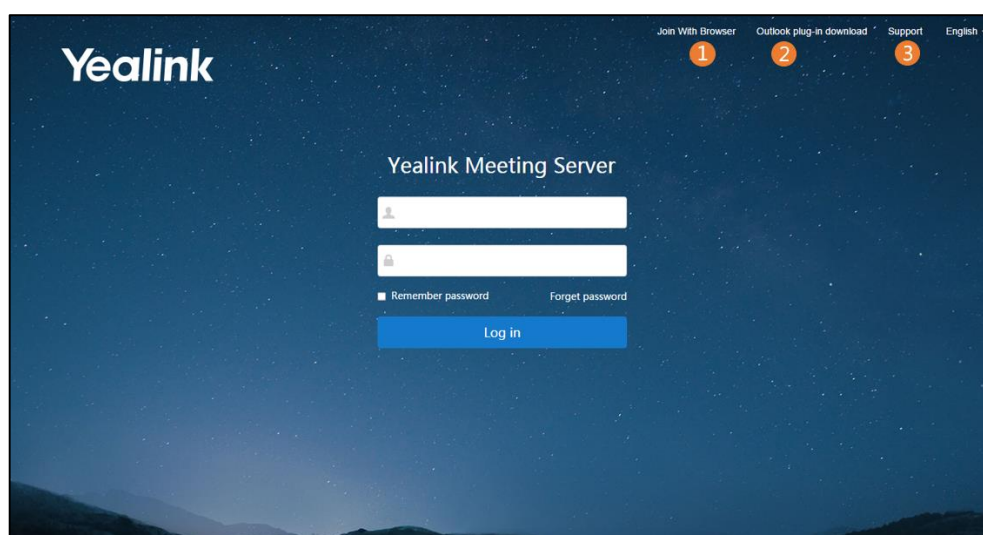 Join With Browser Outlook plug-in download Support English
1 2 3
Yealink
Yealink Meeting Server
Remember password Forget password
Log in